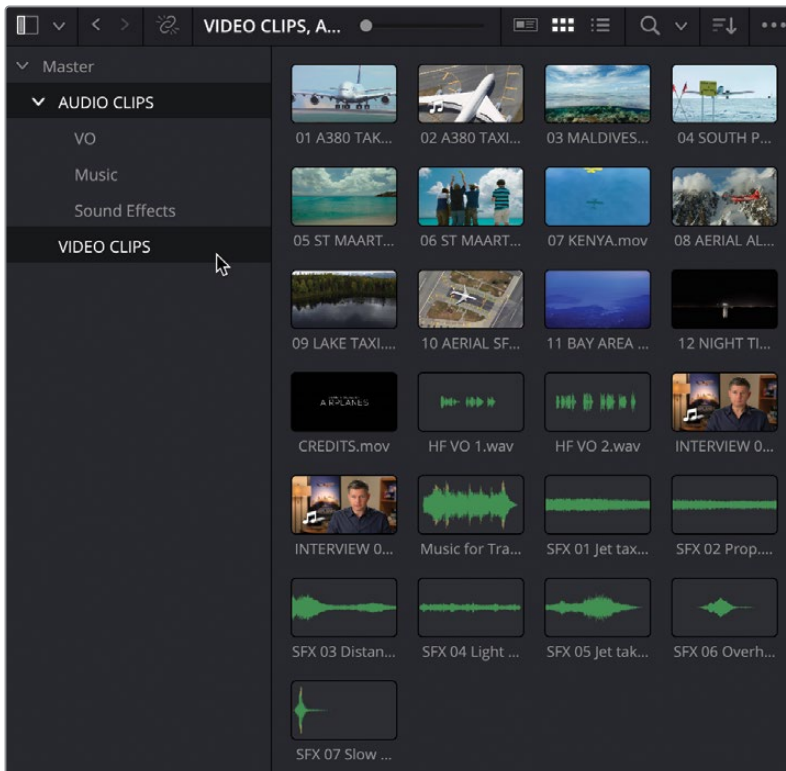 VIDEO CLIPS, A...
Master
AUDIO CLIPS
VO
Music
Sound Effects
VIDEO CLIPS
01 A380 TAK...
02 A380 TAXI...
03 MALDIVES...
04 SOUTH P...
05 ST MAART...
06 ST MAART...
07 KENYA.mov
08 AERIAL AL...
09 LAKE TAXI....
10 AERIAL SF...
11 BAY AREA ...
12 NIGHT TI...
AIRPLANES
CREDITS.mov
HF VO 1.wav
HF VO 2.wav
INTERVIEW 0...
INTERVIEW 0...
Music for Tra...
SFX 01 Jet tax...
SFX 02 Prop....
SFX 03 Distan...
SFX 04 Light ...
SFX 05 Jet tak...
SFX 06 Overh...
SFX 07 Slow ...